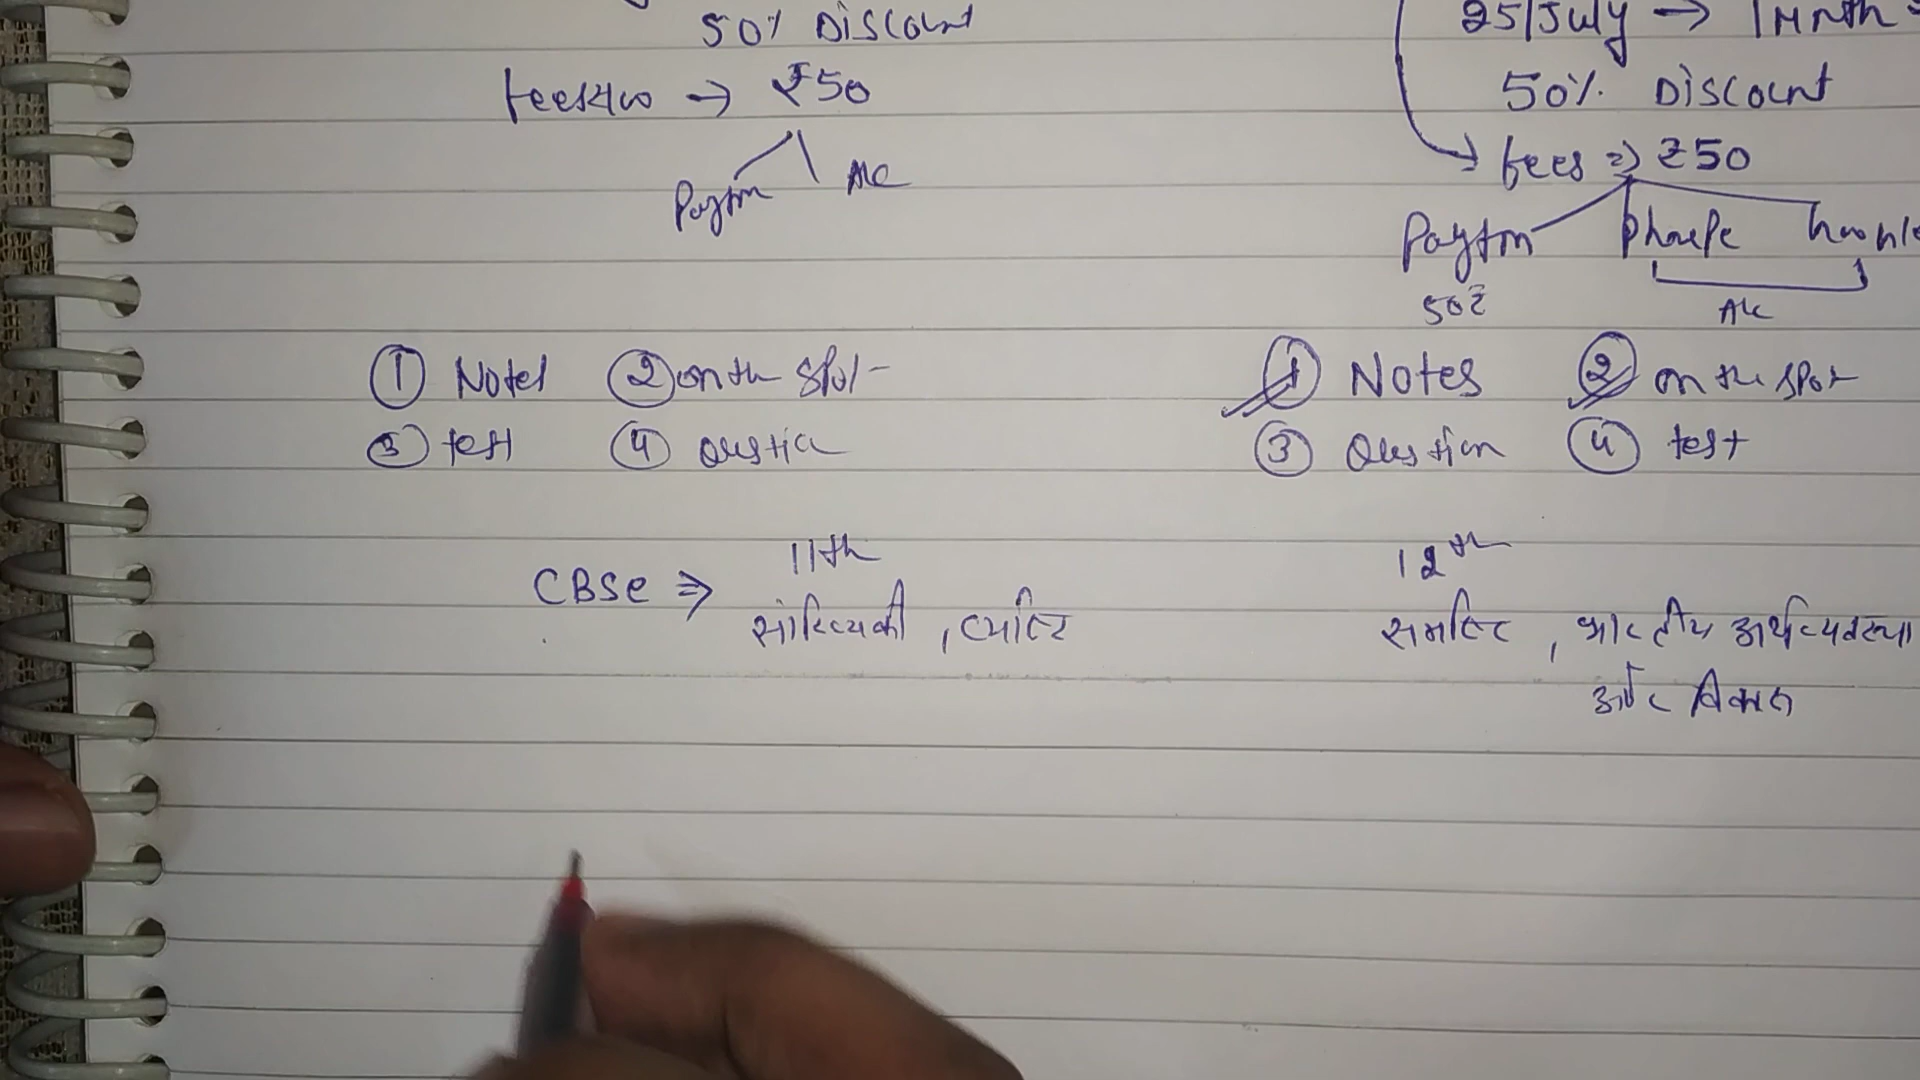 50% Discount
25/July → 1 Month
50% Discount
→ ₹50
fees ⇒ ₹50
Paytm A/c
Paytm PhonePe
50₹ A/c
① Notes ② on the spot
① Notes ② on the spot
③ test ④ Question
③ Question ④ test
11th
12th
CBSE ⇒ सांख्यिकी , व्यष्टि
समष्टि , भारतीय अर्थव्यवस्था
और विकास